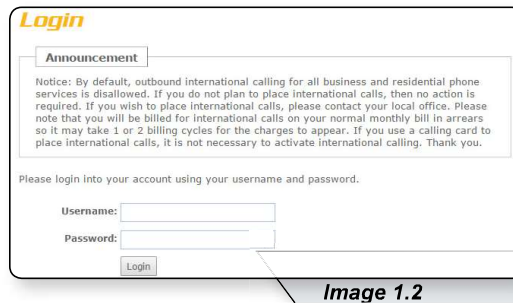 Login
Announcement
Notice: By default, outbound international calling for all business and residential phone
services is disallowed. If you do not plan to place international calls, then no action is
required. If you wish to place international calls, please contact your local office. Please
note that you will be billed for international calls on your normal monthly bill in arrears
so it may take 1 or 2 billing cycles for the charges to appear. If you use a calling card to
place international calls, it is not necessary to activate international calling. Thank you.
Please login into your account using your username and password.
Username:
Password:
Login
Image 1.2